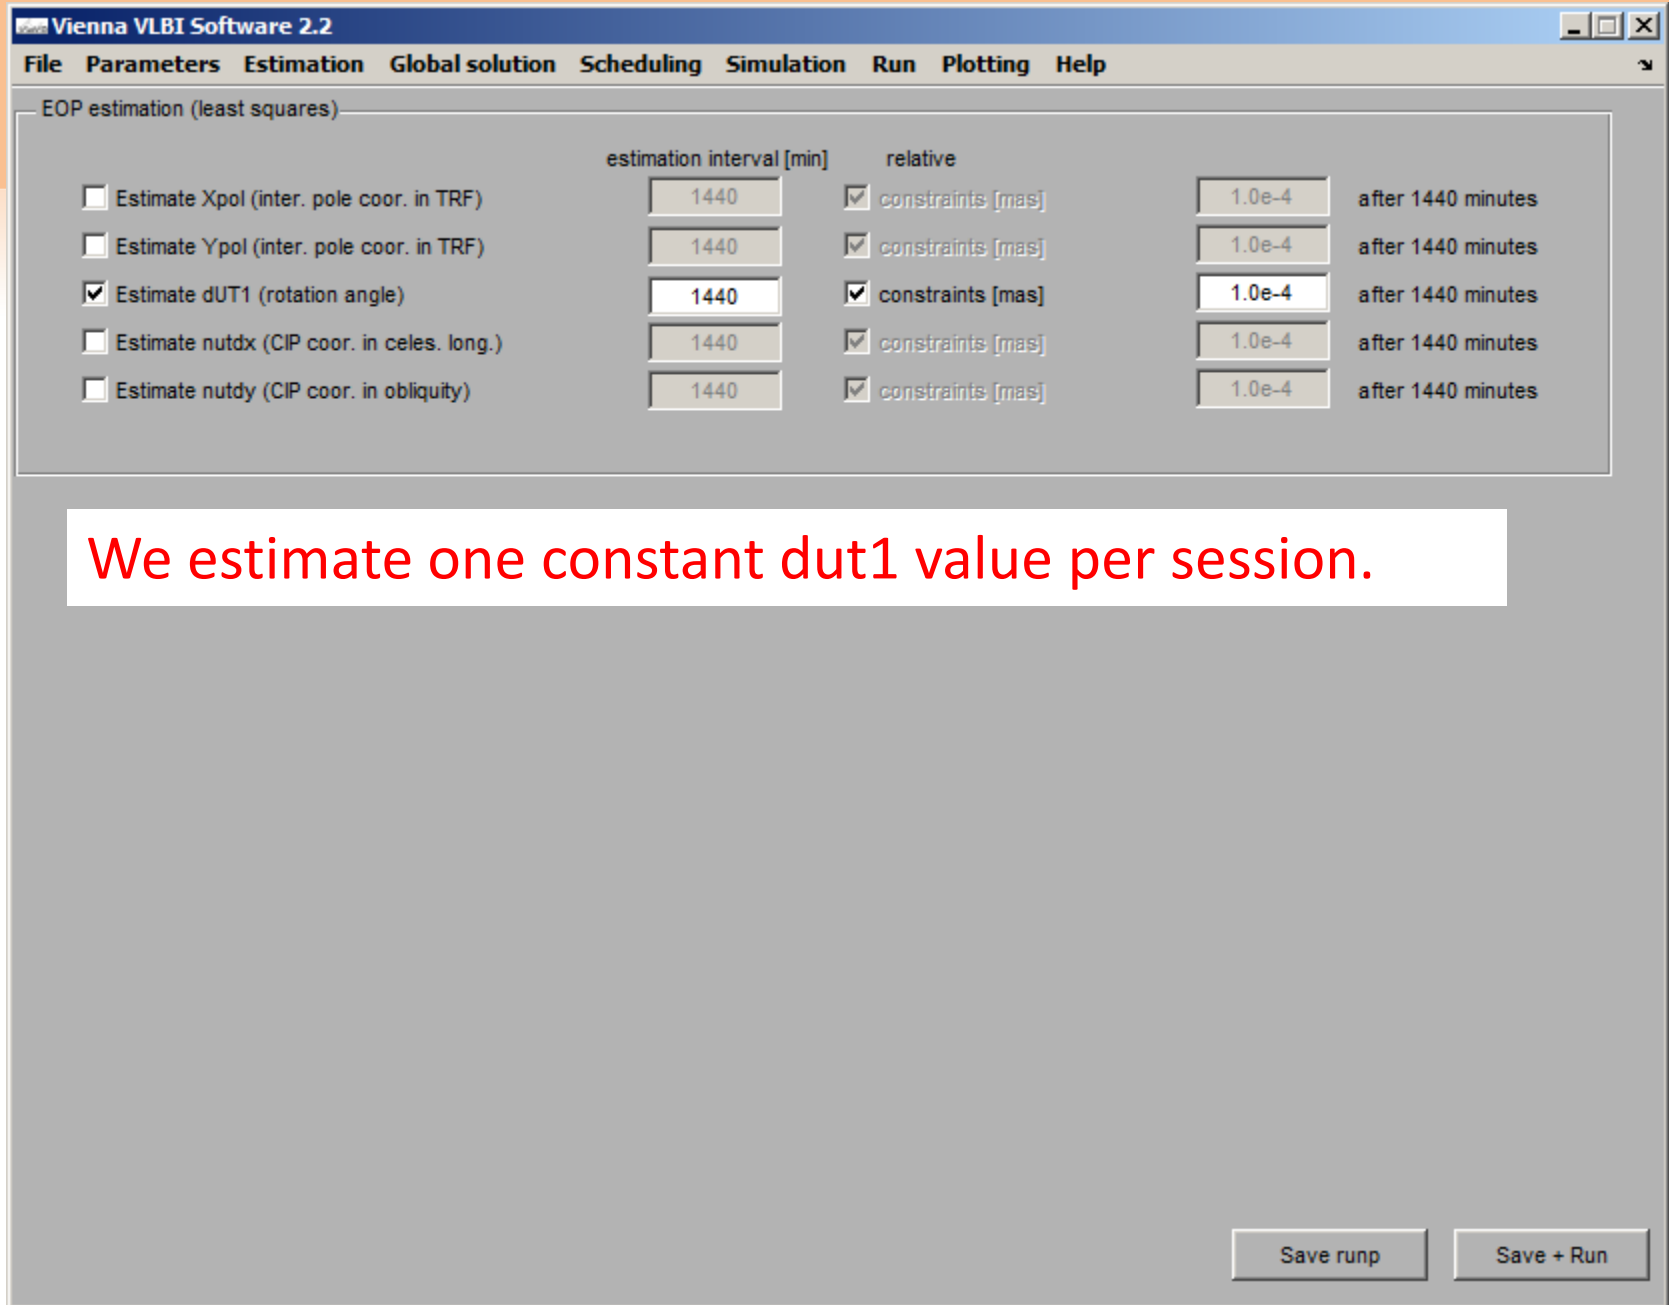 Vienna VLBI Software 2.2
File Parameters Estimation Global solution Scheduling Simulation Run Plotting Help
EOP estimation (least squares)
estimation interval [min] relative
Estimate Xpol (inter. pole coor. in TRF) 1440 constraints [mas] 1.0e-4 after 1440 minutes
Estimate Ypol (inter. pole coor. in TRF) 1440 constraints [mas] 1.0e-4 after 1440 minutes
Estimate dUT1 (rotation angle) 1440 constraints [mas] 1.0e-4 after 1440 minutes
Estimate nutdx (CIP coor. in celes. long.) 1440 constraints [mas] 1.0e-4 after 1440 minutes
Estimate nutdy (CIP coor. in obliquity) 1440 constraints [mas] 1.0e-4 after 1440 minutes
We estimate one constant dut1 value per session.
Save runp Save + Run